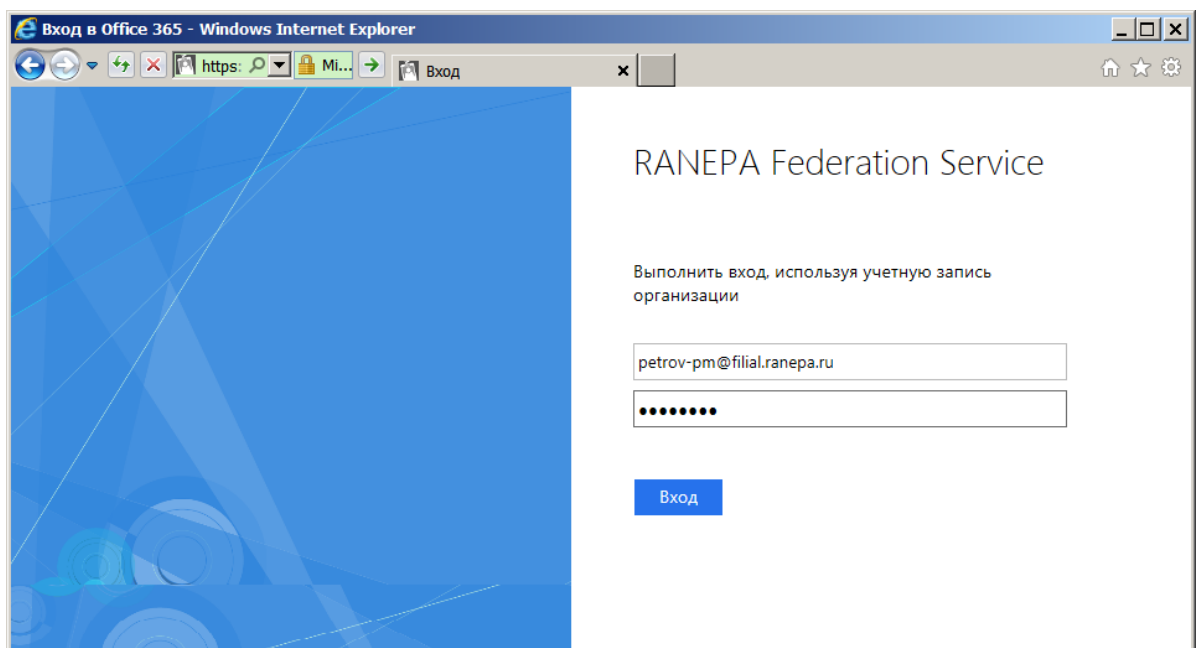 Вход в Office 365 - Windows Internet Explorer
https: Mi... Вход
RANEPA Federation Service
Выполнить вход, используя учетную запись
организации
petrov-pm@filial.ranepa.ru
••••••••
Вход